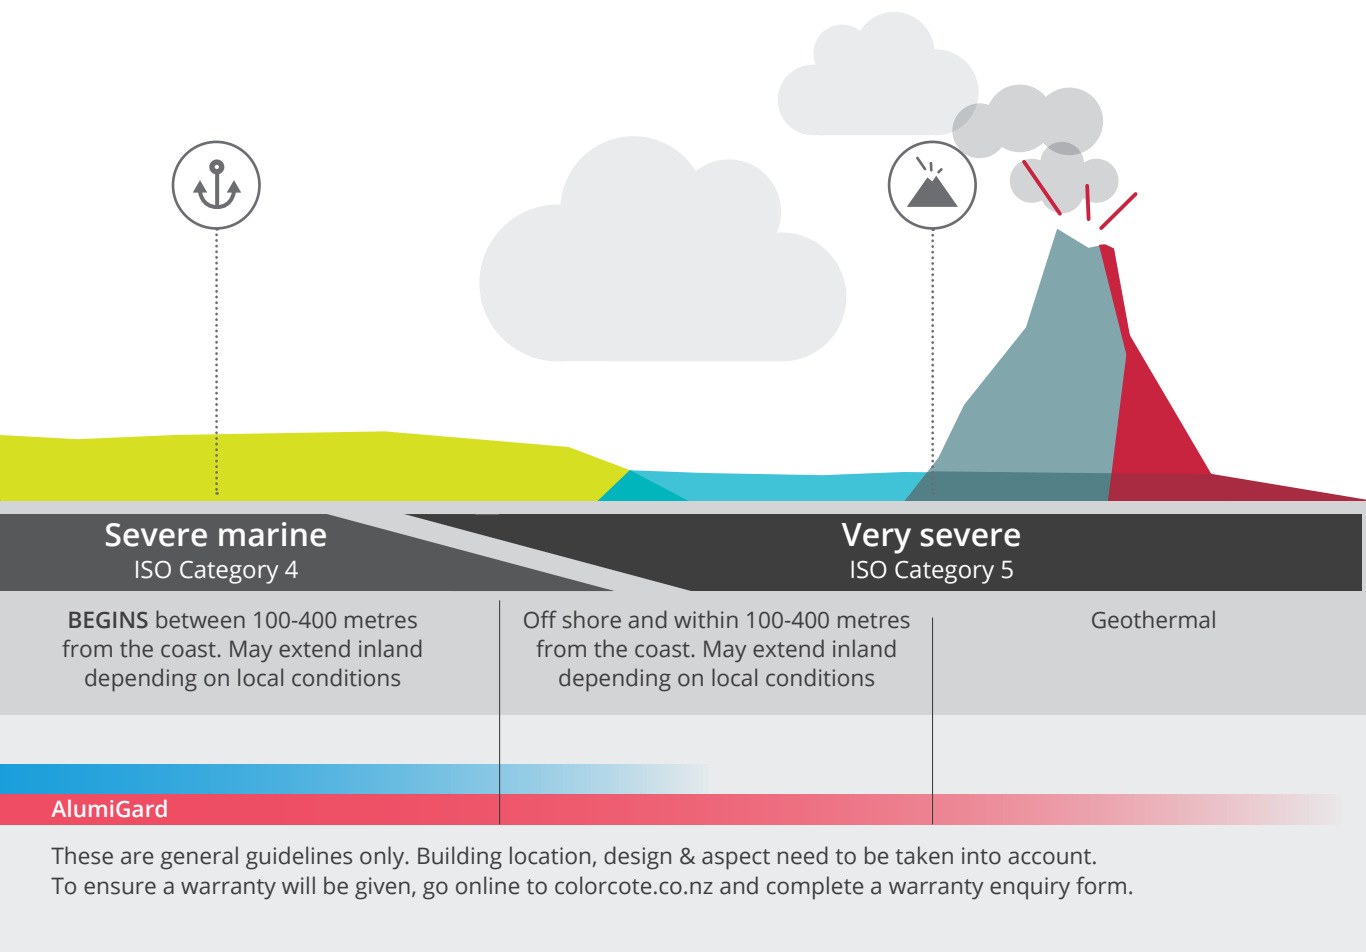 Severe marine
ISO Category 4
Very severe
ISO Category 5
BEGINS between 100-400 metres
from the coast. May extend inland
depending on local conditions
Off shore and within 100-400 metres
from the coast. May extend inland
depending on local conditions
Geothermal
AlumiGard
These are general guidelines only. Building location, design & aspect need to be taken into account.
To ensure a warranty will be given, go online to colorcote.co.nz and complete a warranty enquiry form.